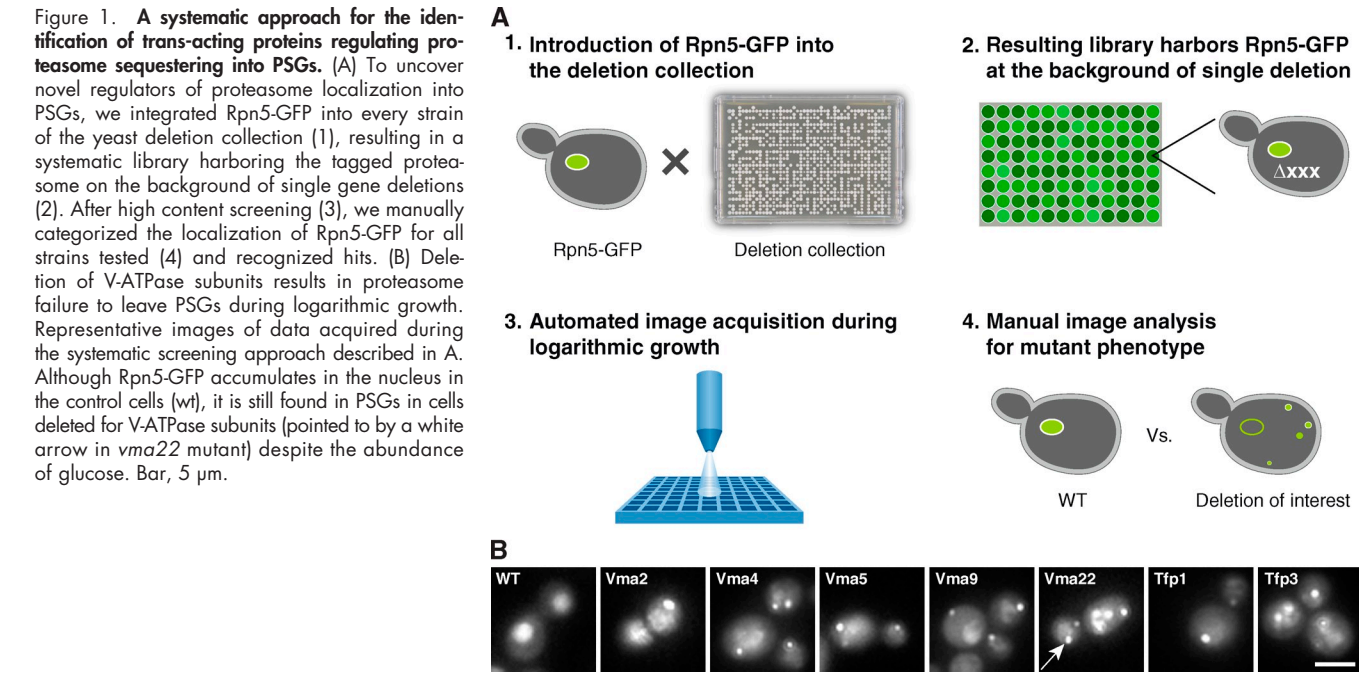 Figure 1. A systematic approach for the iden-
tification of trans-acting proteins regulating pro-
teasome sequestering into PSGs. (A) To uncover
novel regulators of proteasome localization into
PSGs, we integrated Rpn5-GFP into every strain
of the yeast deletion collection (1), resulting in a
systematic library harboring the tagged protea-
some on the background of single gene deletions
(2). After high content screening (3), we manually
categorized the localization of Rpn5-GFP for all
strains tested (4) and recognized hits. (B) Dele-
tion of V-ATPase subunits results in proteasome
failure to leave PSGs during logarithmic growth.
Representative images of data acquired during
the systematic screening approach described in A.
Although Rpn5-GFP accumulates in the nucleus in
the control cells (wt), it is still found in PSGs in cells
deleted for V-ATPase subunits (pointed to by a white
arrow in vma22 mutant) despite the abundance
of glucose. Bar, 5 µm.
A
1. Introduction of Rpn5-GFP into
the deletion collection
Rpn5-GFP
Deletion collection
2. Resulting library harbors Rpn5-GFP
at the background of single deletion
Δxxx
3. Automated image acquisition during
logarithmic growth
4. Manual image analysis
for mutant phenotype
Vs.
WT
Deletion of interest
B
WT
Vma2
Vma4
Vma5
Vma9
Vma22
Tfp1
Tfp3